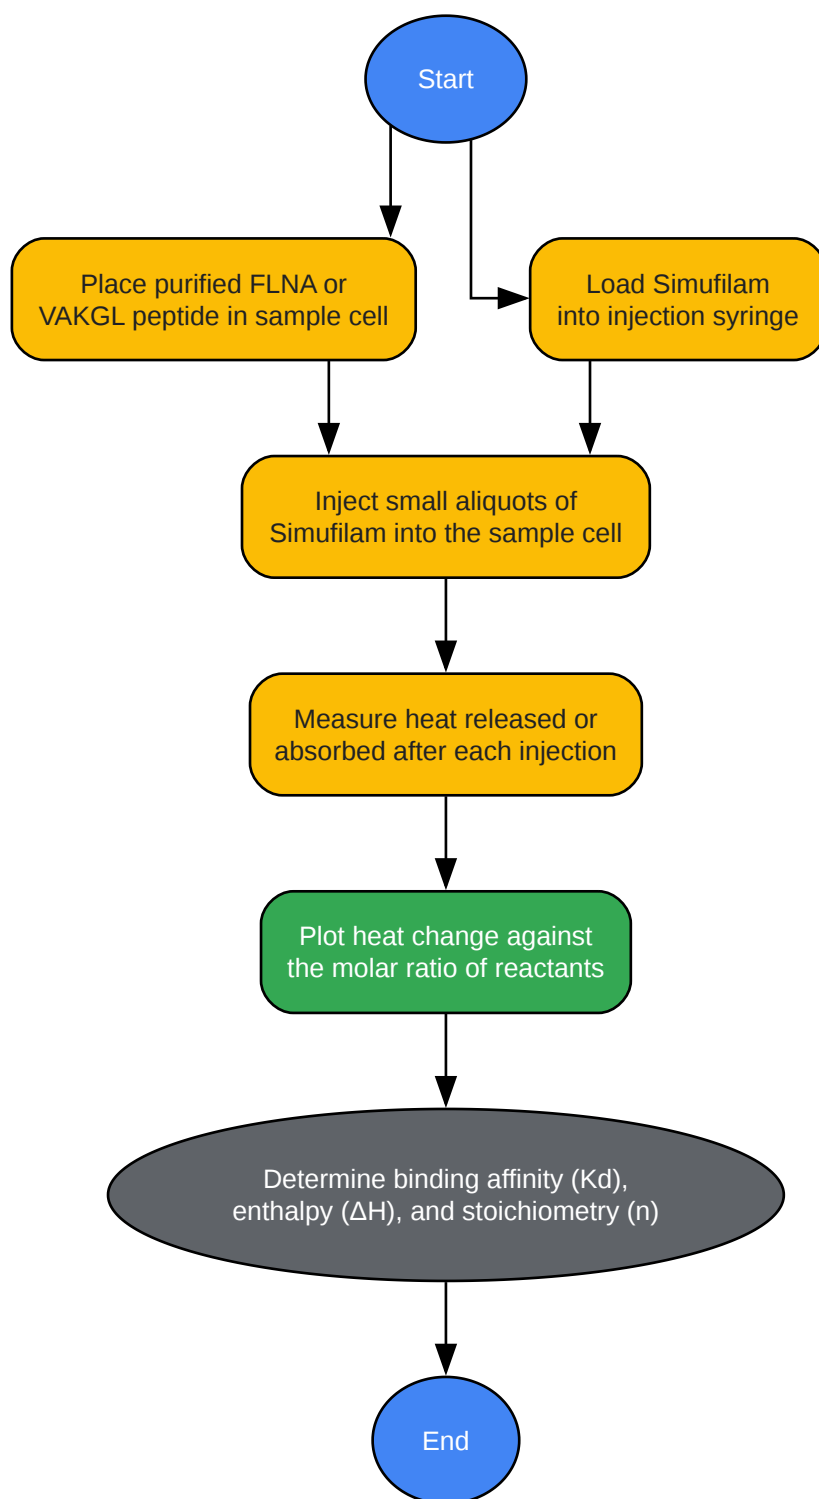 Start
Place purified FLNA or
VAKGL peptide in sample cell
Load Simufilam
into injection syringe
Inject small aliquots of
Simufilam into the sample cell
Measure heat released or
absorbed after each injection
Plot heat change against
the molar ratio of reactants
Determine binding affinity (Kd),
enthalpy (ΔH), and stoichiometry (n)
End